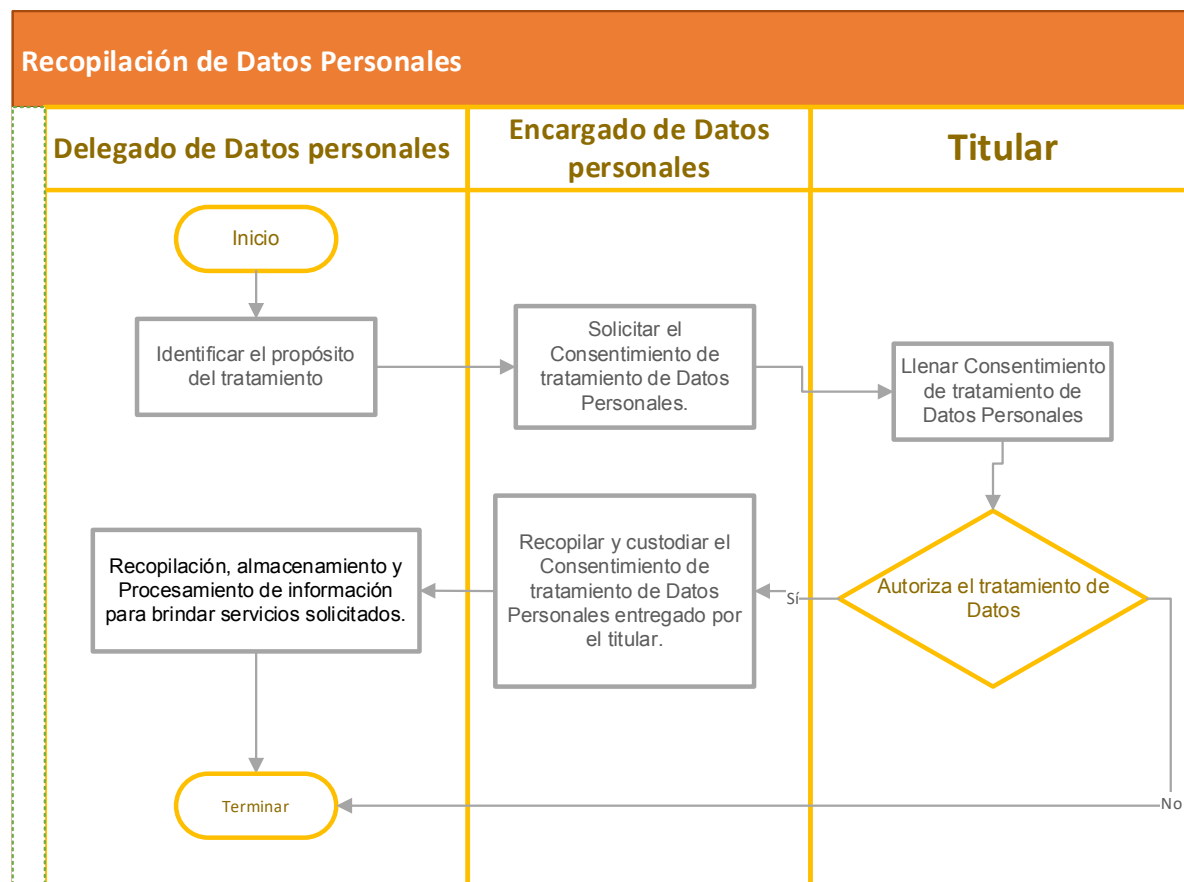 Recopilación de Datos Personales
Delegado de Datos personales
Encargado de Datos
personales
Titular
Inicio
Identificar el propósito
del tratamiento
Solicitar el
Consentimiento de
tratamiento de Datos
Personales.
Llenar Consentimiento
de tratamiento de
Datos Personales
Recopilación, almacenamiento y
Procesamiento de información
para brindar servicios solicitados.
Recopilar y custodiar el
Consentimiento de
tratamiento de Datos
Personales entregado por
el titular.
Sí
Autoriza el tratamiento de
Datos
Terminar
No